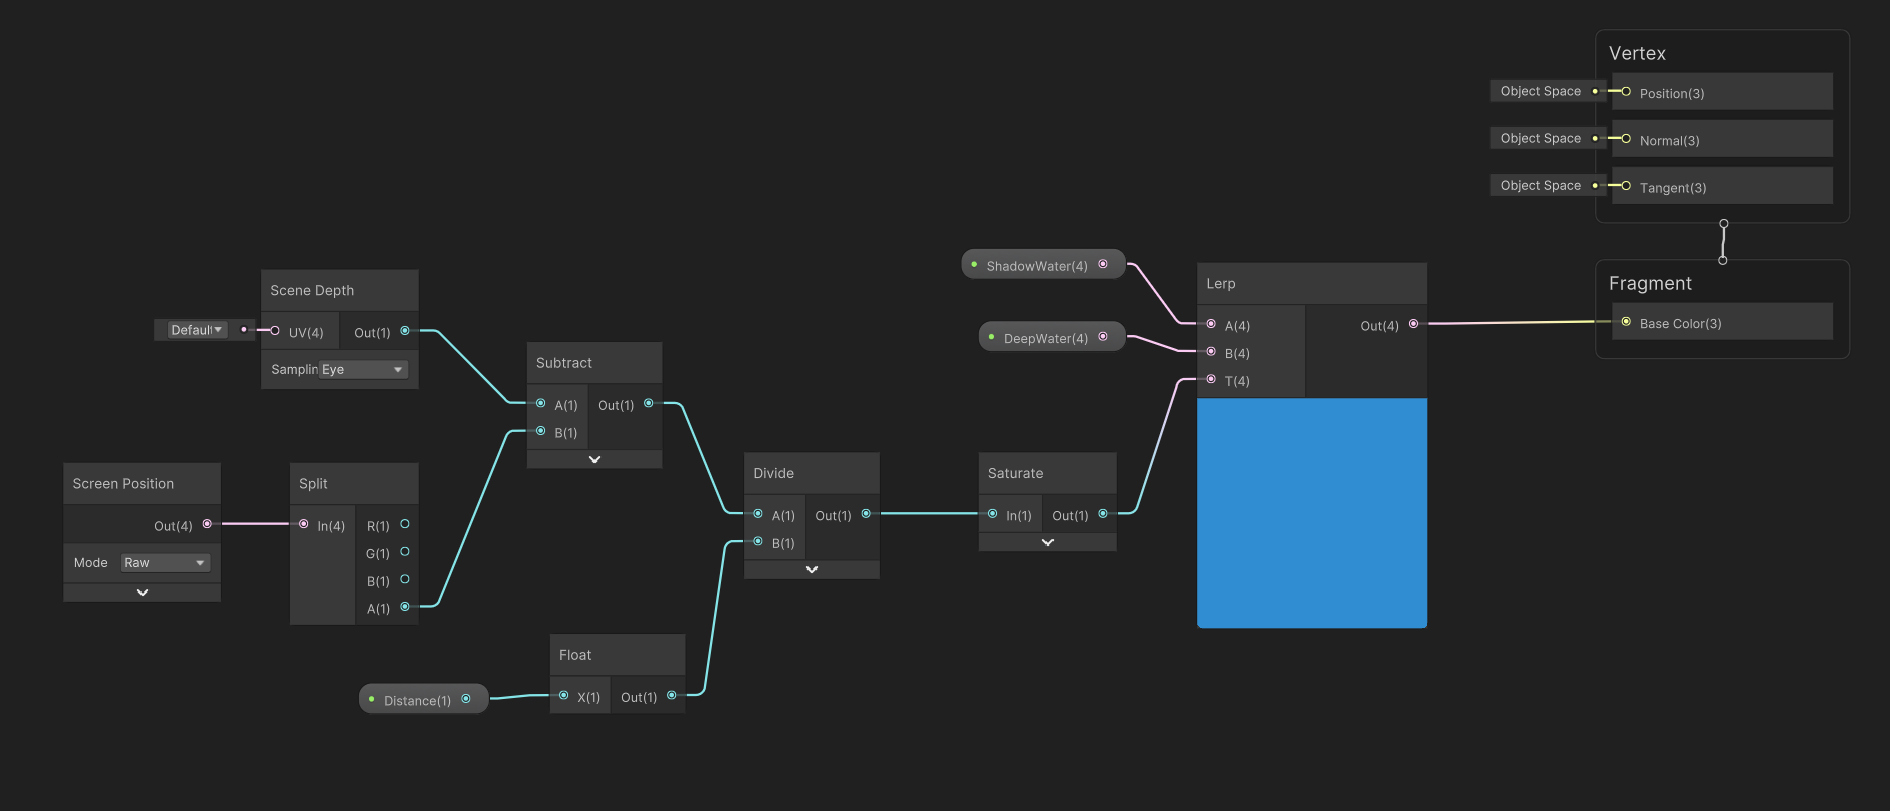 Vertex
Object Space
Position(3)
Object Space
Normal(3)
Object Space
Tangent(3)
Fragment
Base Color(3)
ShadowWater(4)
DeepWater(4)
Lerp
A(4)
B(4)
T(4)
Out(4)
Scene Depth
Default
UV(4)
Out(1)
Samplin
Eye
Subtract
A(1)
B(1)
Out(1)
Screen Position
Out(4)
Mode
Raw
Split
In(4)
R(1)
G(1)
B(1)
A(1)
Divide
A(1)
B(1)
Out(1)
Saturate
In(1)
Out(1)
Float
X(1)
Out(1)
Distance(1)